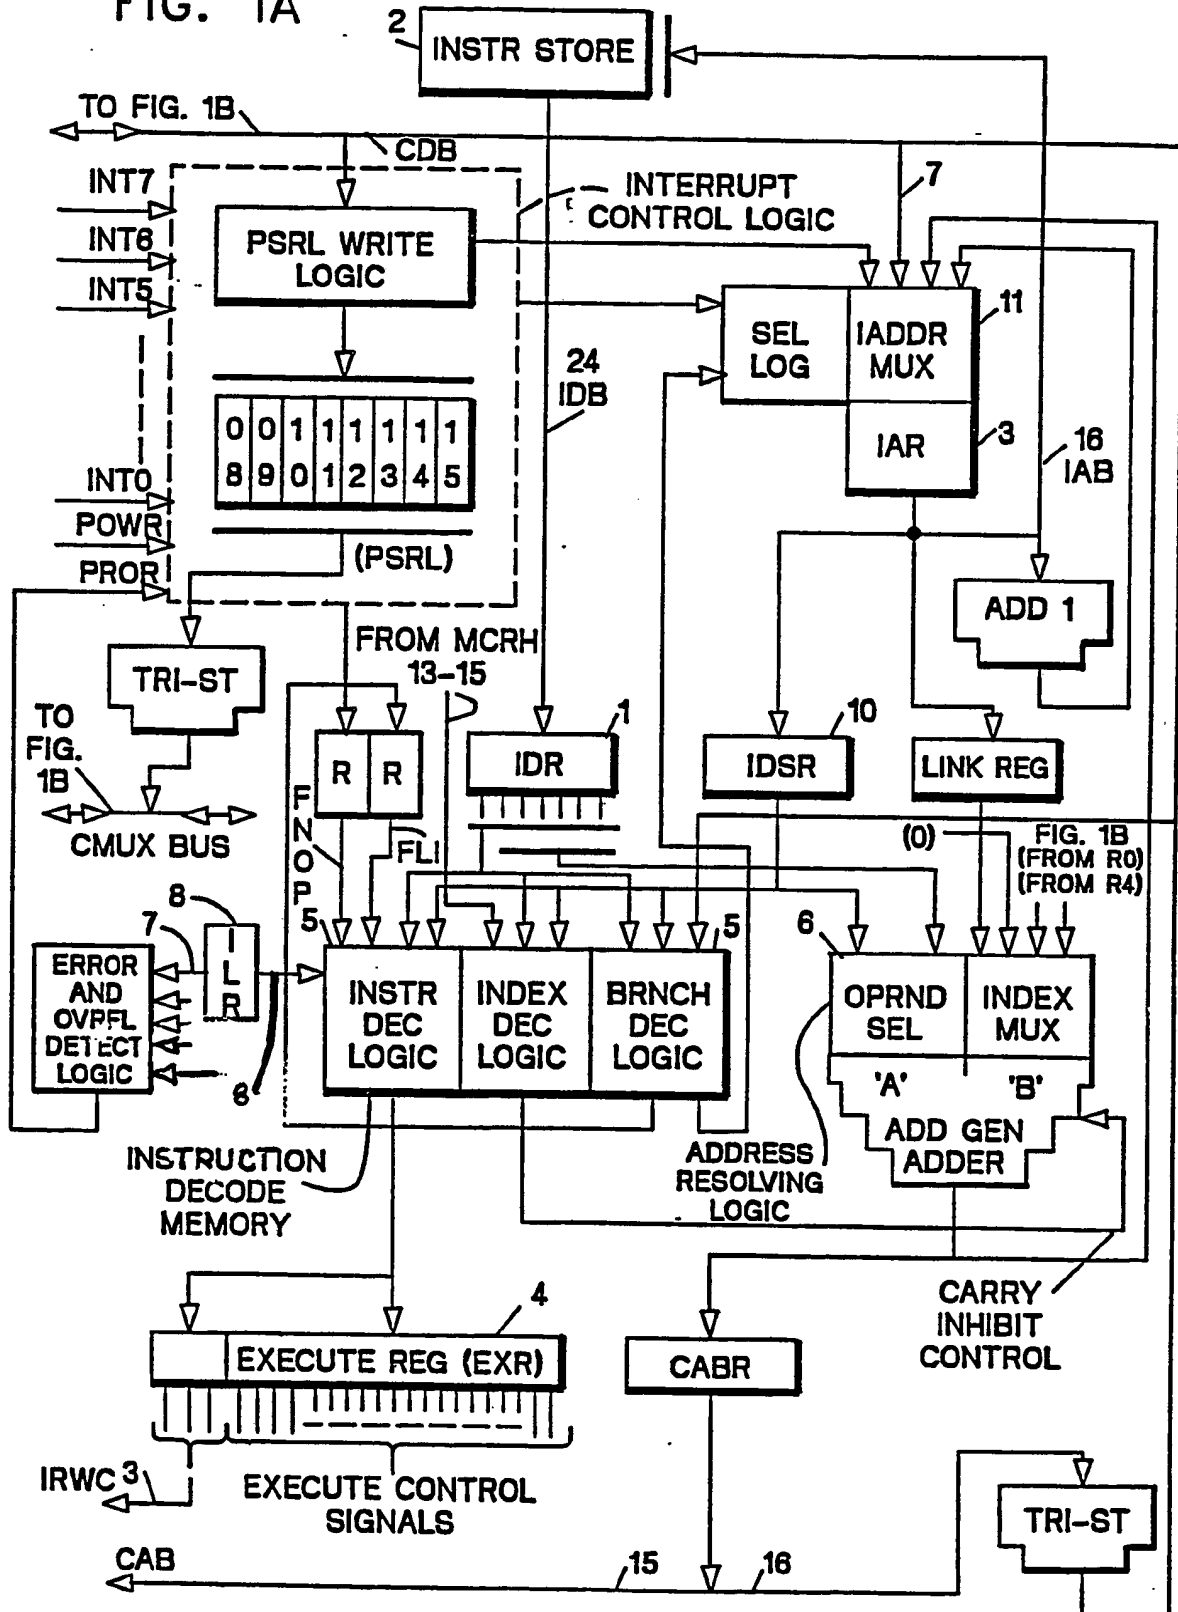 FIG. 1A
2
INSTR STORE
TO FIG. 1B
CDB
INT7
INTERRUPT
CONTROL LOGIC
7
INT6
PSRL WRITE
LOGIC
INT5
SEL
LOG
IADDR
MUX
11
24
IDB
0 0 1 1 1 1 1 1
8 9 0 1 2 3 4 5
IAR
3
16
IAB
INT0
POWR
(PSRL)
PROR
ADD 1
FROM MCRH
13-15
TRI-ST
TO
FIG.
1B
1
10
R
R
IDR
IDSR
LINK REG
CMUX BUS
FNOP
FLI
(0)
FIG. 1B
(FROM R0)
(FROM R4)
8
7
5
5
6
ILR
ERROR
AND
OVRFL
DETECT
LOGIC
INSTR
DEC
LOGIC
INDEX
DEC
LOGIC
BRNCH
DEC
LOGIC
OPRND
SEL
INDEX
MUX
8
'A'
'B'
ADD GEN
ADDER
INSTRUCTION
DECODE
MEMORY
ADDRESS
RESOLVING
LOGIC
CARRY
INHIBIT
CONTROL
4
EXECUTE REG (EXR)
CABR
IRWC
3
EXECUTE CONTROL
SIGNALS
TRI-ST
CAB
15
16